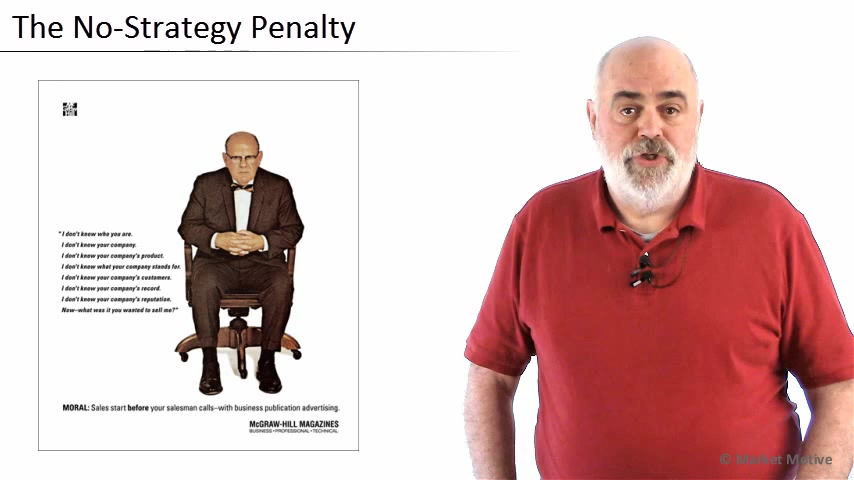 The No-Strategy Penalty
Mc
Graw
Hill
"I don't know who you are.
I don't know your company.
I don't know your company's product.
I don't know what your company stands for.
I don't know your company's customers.
I don't know your company's record.
I don't know your company's reputation.
Now—what was it you wanted to sell me?"
MORAL: Sales start before your salesman calls—with business publication advertising.
McGRAW-HILL MAGAZINES
BUSINESS•PROFESSIONAL•TECHNICAL
© Market Motive